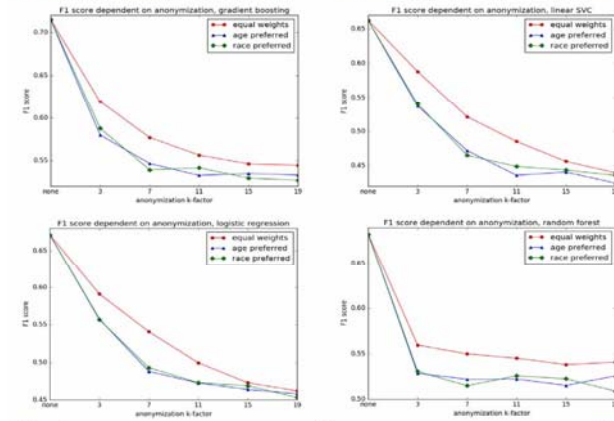 F1 score dependent on anonymization, gradient boosting
equal weights
age preferred
race preferred
0.70
0.65
0.60
0.55
F1 score
none 3 7 11 15 19
anonymization k-factor
F1 score dependent on anonymization, linear SVC
equal weights
age preferred
race preferred
0.65
0.60
0.55
0.50
0.45
F1 score
none 3 7 11 15
anonymization k-factor
F1 score dependent on anonymization, logistic regression
equal weights
age preferred
race preferred
0.65
0.60
0.55
0.50
0.45
F1 score
none 3 7 11 15 19
anonymization k-factor
F1 score dependent on anonymization, random forest
equal weights
age preferred
race preferred
0.65
0.60
0.55
0.50
F1 score
none 3 7 11 15
anonymization k-factor